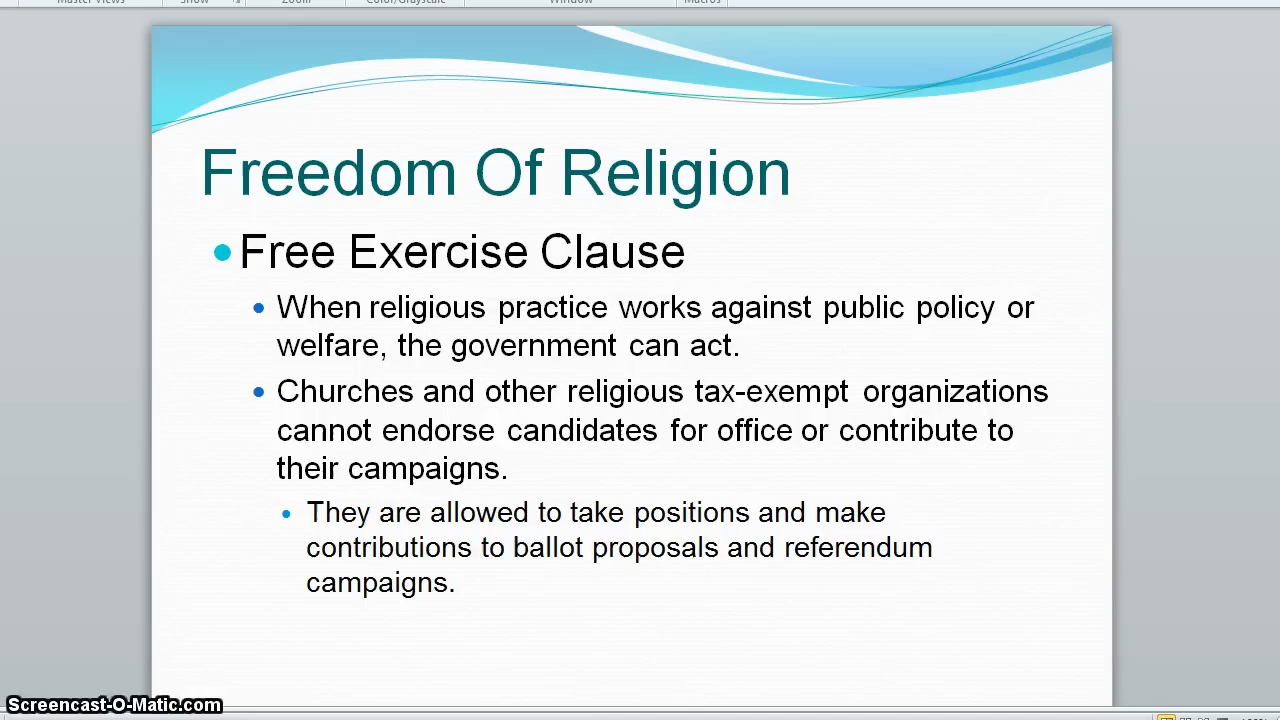 Master Views Show Zoom Color/Grayscale Window Macros
Freedom Of Religion
Free Exercise Clause
When religious practice works against public policy or
welfare, the government can act.
Churches and other religious tax-exempt organizations
cannot endorse candidates for office or contribute to
their campaigns.
They are allowed to take positions and make
contributions to ballot proposals and referendum
campaigns.
Screencast-O-Matic.com